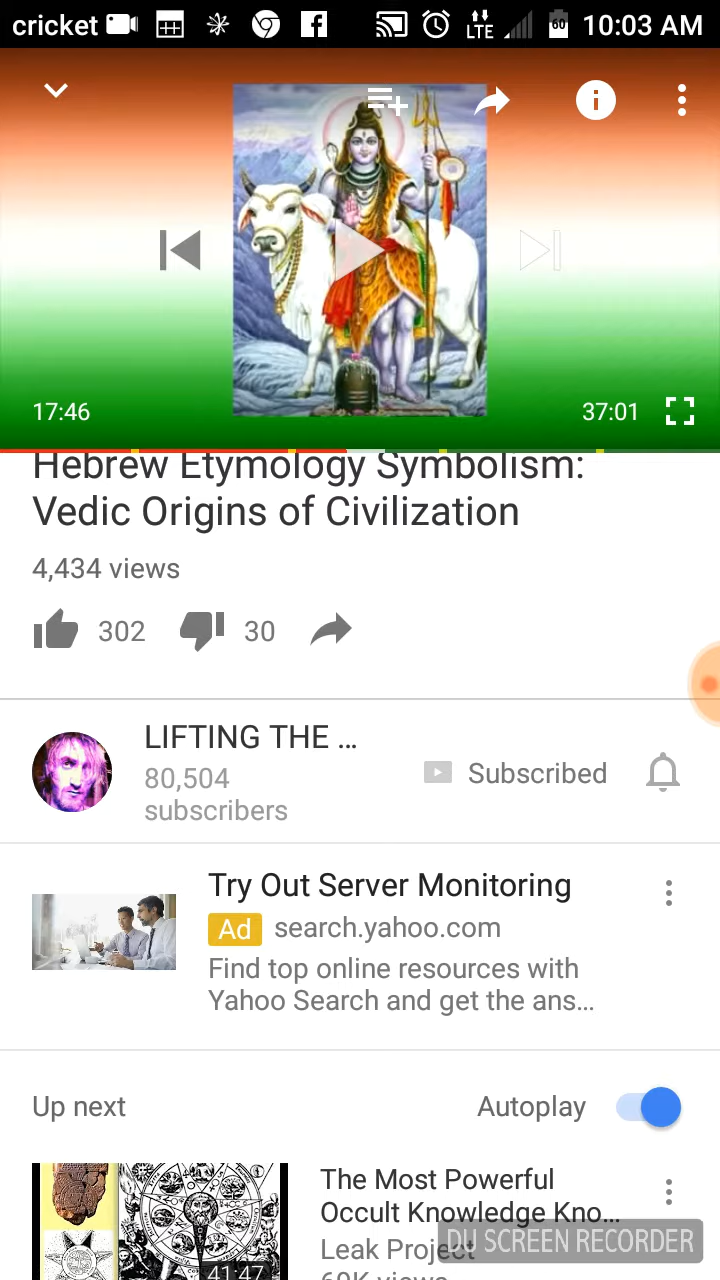 cricket
LTE
60
10:03 AM
17:46
37:01
Hebrew Etymology Symbolism:
Vedic Origins of Civilization
4,434 views
302
30
LIFTING THE ...
80,504
subscribers
Subscribed
Try Out Server Monitoring
Ad search.yahoo.com
Find top online resources with
Yahoo Search and get the ans...
Up next
Autoplay
The Most Powerful
Occult Knowledge Kno...
Leak Project
DU SCREEN RECORDER
41:47
60K views